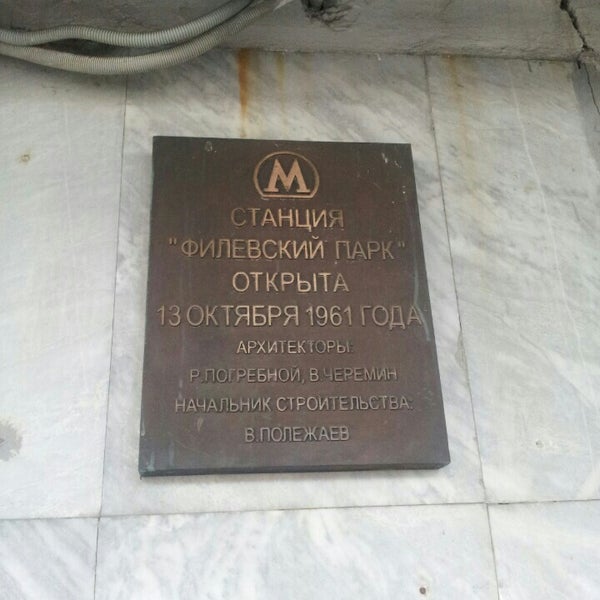 М
СТАНЦИЯ
"ФИЛЕВСКИЙ ПАРК"
ОТКРЫТА
13 ОКТЯБРЯ 1961 ГОДА
АРХИТЕКТОРЫ:
Р.ПОГРЕБНОЙ, В.ЧЕРЕМИН
НАЧАЛЬНИК СТРОИТЕЛЬСТВА:
В.ПОЛЕЖАЕВ